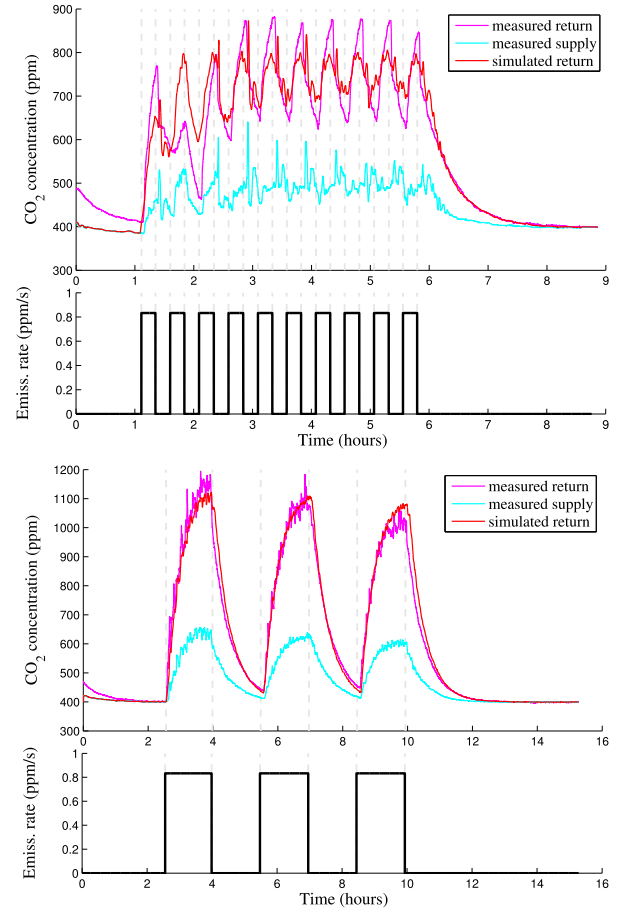 900
800
700
600
500
400
300
CO2 concentration (ppm)
measured return
measured supply
simulated return
0 1 2 3 4 5 6 7 8 9
1
0.8
0.6
0.4
0.2
0
Emiss. rate (ppm/s)
0 1 2 3 4 5 6 7 8 9
Time (hours)
1200
1100
1000
900
800
700
600
500
400
300
CO2 concentration (ppm)
measured return
measured supply
simulated return
0 2 4 6 8 10 12 14 16
1
0.8
0.6
0.4
0.2
0
Emiss. rate (ppm/s)
0 2 4 6 8 10 12 14 16
Time (hours)